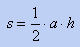 s = 1/2 · a · h